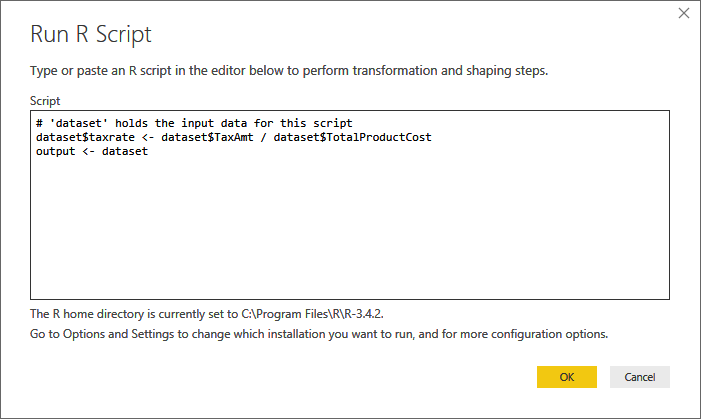 Run R Script
Type or paste an R script in the editor below to perform transformation and shaping steps.
Script
# 'dataset' holds the input data for this script
dataset$taxrate <- dataset$TaxAmt / dataset$TotalProductCost
output <- dataset
The R home directory is currently set to C:\Program Files\R\R-3.4.2.
Go to Options and Settings to change which installation you want to run, and for more configuration options.
OK
Cancel